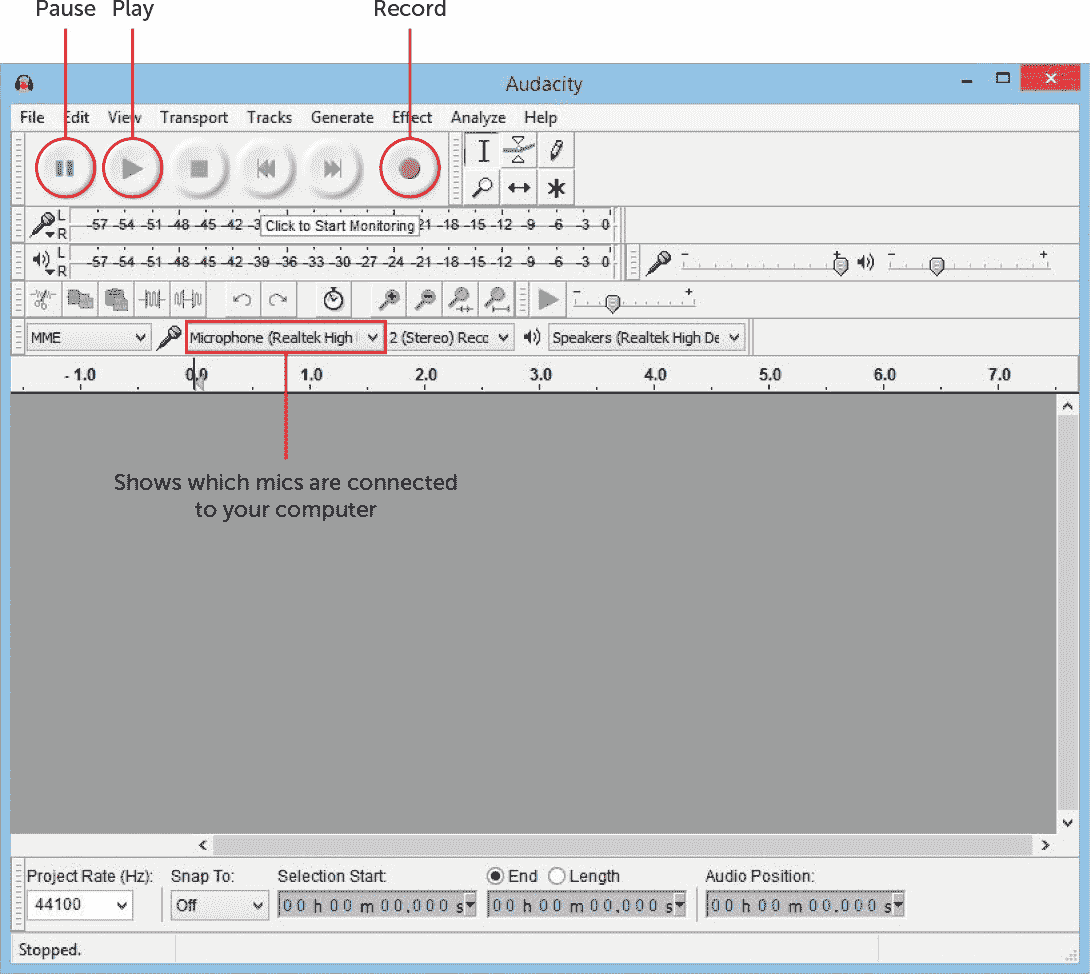 Pause Play Record
Audacity
File Edit View Transport Tracks Generate Effect Analyze Help
L
R
-57 -54 -51 -48 -45 -42 -3 Click to Start Monitoring 21 -18 -15 -12 -9 -6 -3 0
L
R
-57 -54 -51 -48 -45 -42 -39 -36 -33 -30 -27 -24 -21 -18 -15 -12 -9 -6 -3 0
MME Microphone (Realtek High 2 (Stereo) Recc Speakers (Realtek High De
- 1.0 0.0 1.0 2.0 3.0 4.0 5.0 6.0 7.0
Shows which mics are connected
to your computer
Project Rate (Hz): Snap To: Selection Start: End Length Audio Position:
44100 Off 00 h 00 m 00.000 s 00 h 00 m 00.000 s 00 h 00 m 00.000 s
Stopped.